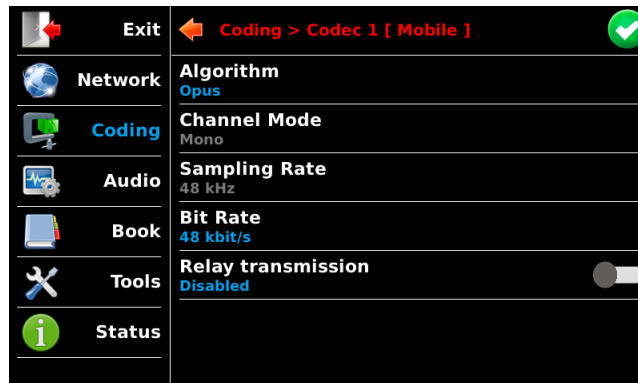 Exit
Network
Coding
Audio
Book
Tools
Status
Coding > Codec 1 [ Mobile ]
Algorithm
Opus
Channel Mode
Mono
Sampling Rate
48 kHz
Bit Rate
48 kbit/s
Relay transmission
Disabled